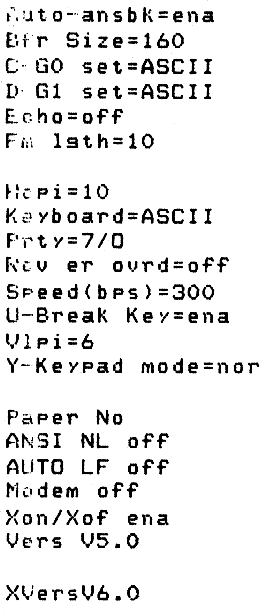 Auto-ansbk=ena
Bfr Size=160
C-G0 set=ASCII
D-G1 set=ASCII
Echo=off
Fm lgth=10
Hcpi=10
Keyboard=ASCII
Prty=7/O
Rcv er ovrd=off
Speed(bps)=300
U-Break Key=ena
Vlpi=6
Y-Keypad mode=nor
Paper No
ANSI NL off
AUTO LF off
Modem off
Xon/Xof ena
Vers V5.0
XVersV6.0